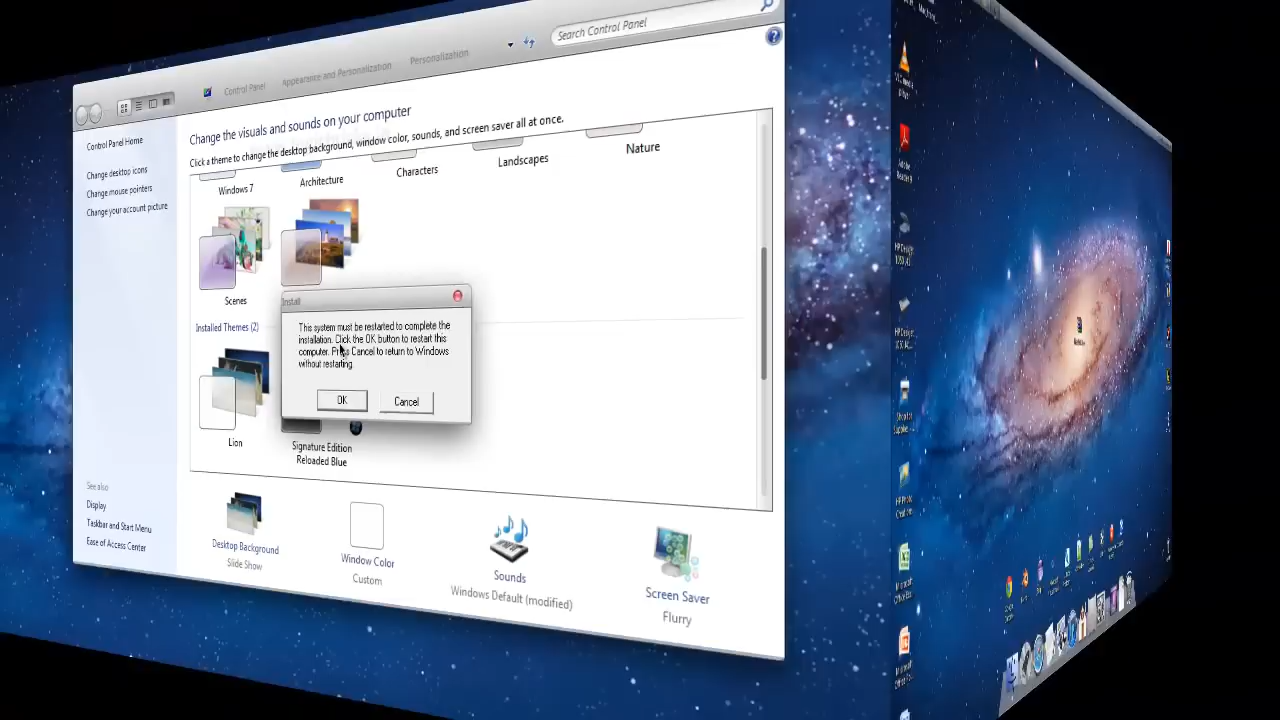 Search Control Panel
Control Panel
Appearance and Personalization
Personalization
Control Panel Home
Change desktop icons
Change mouse pointers
Change your account picture
Change the visuals and sounds on your computer
Click a theme to change the desktop background, window color, sounds, and screen saver all at once.
Windows 7
Architecture
Characters
Landscapes
Nature
Scenes
Installed Themes (2)
Install
This system must be restarted to complete the
installation. Click the OK button to restart this
computer. Press Cancel to return to Windows
without restarting.
OK
Cancel
Lion
Signature Edition
Reloaded Blue
See also
Display
Taskbar and Start Menu
Ease of Access Center
Desktop Background
Slide Show
Window Color
Custom
Sounds
Windows Default (modified)
Screen Saver
Flurry
Adobe
Microsoft
Microsoft